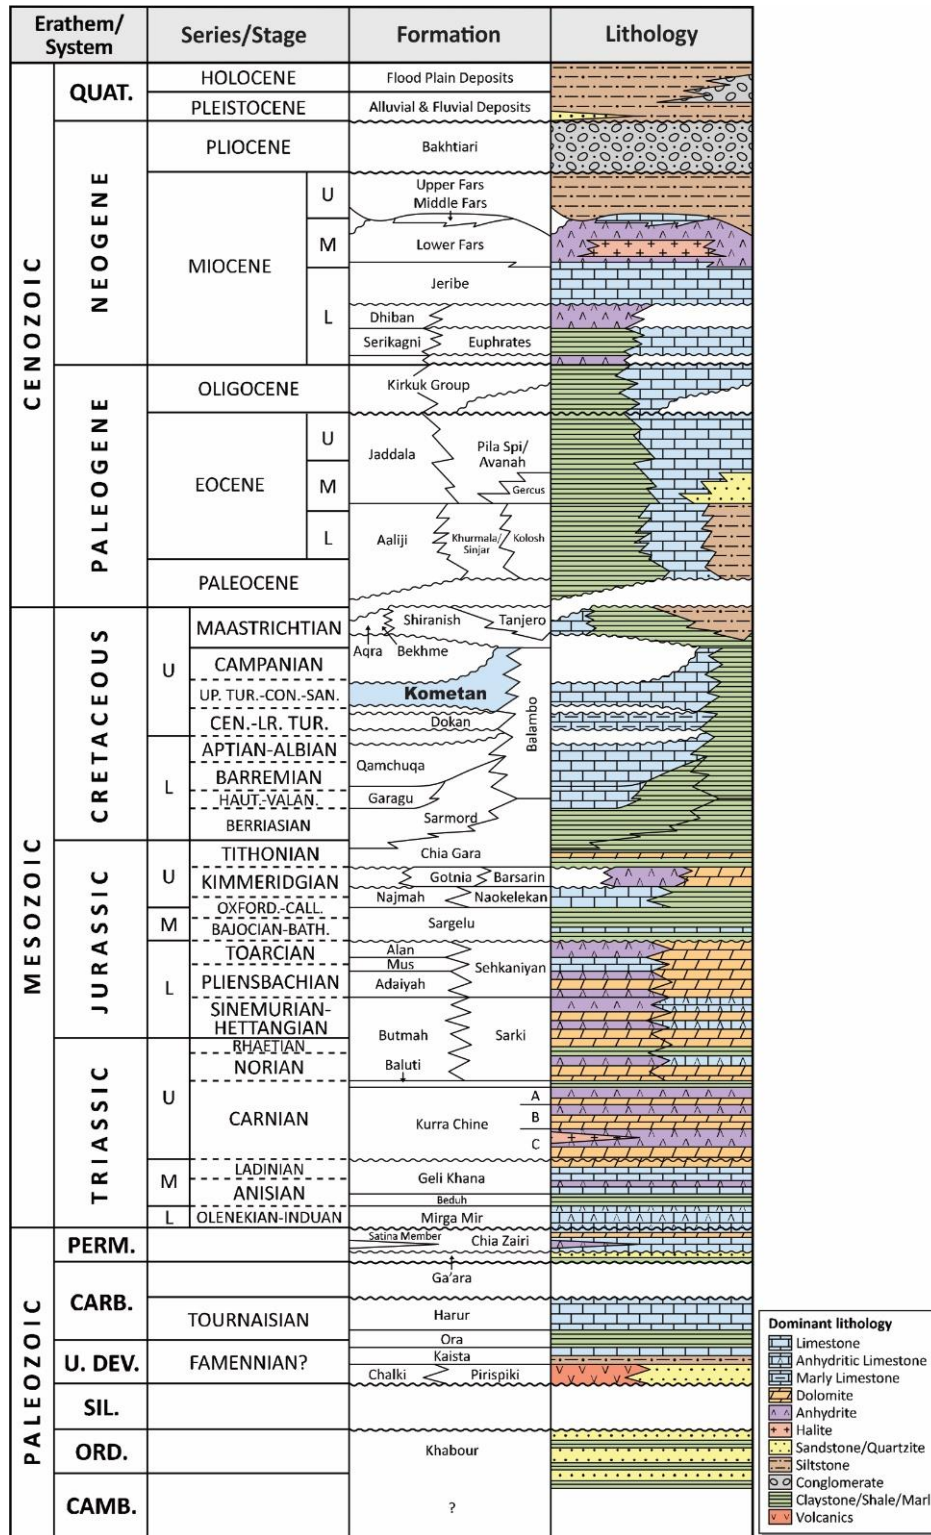 Erathem/
System
Series/Stage
Formation
Lithology
CENOZOIC
QUAT.
HOLOCENE
Flood Plain Deposits
PLEISTOCENE
Alluvial & Fluvial Deposits
NEOGENE
PLIOCENE
Bakhtiari
MIOCENE
U
Upper Fars
Middle Fars
M
Lower Fars
L
Jeribe
Dhiban
Serikagni
Euphrates
PALEOGENE
OLIGOCENE
Kirkuk Group
EOCENE
U
Jaddala
Pila Spi/
Avanah
M
Gercus
L
Aaliji
Khurmala/
Sinjar
Kolosh
PALEOCENE
MESOZOIC
CRETACEOUS
U
MAASTRICHTIAN
Shiranish
Tanjero
Aqra
Bekhme
CAMPANIAN
UP. TUR.-CON.-SAN.
Kometan
CEN.-LR. TUR.
Dokan
Balambo
L
APTIAN-ALBIAN
Qamchuqa
BARREMIAN
HAUT.-VALAN.
Garagu
BERRIASIAN
Sarmord
JURASSIC
U
TITHONIAN
Chia Gara
KIMMERIDGIAN
Gotnia
Barsarin
OXFORD.-CALL.
Najmah
Naokelekan
M
BAJOCIAN-BATH.
Sargelu
L
TOARCIAN
Alan
Mus
Sehkaniyan
PLIENSBACHIAN
Adaiyah
SINEMURIAN-
HETTANGIAN
Butmah
Sarki
TRIASSIC
U
RHAETIAN
NORIAN
Baluti
CARNIAN
Kurra Chine
A
B
C
M
LADINIAN
Geli Khana
ANISIAN
Beduh
L
OLENEKIAN-INDUAN
Mirga Mir
PALEOZOIC
PERM.
Satina Member
Chia Zairi
Ga'ara
CARB.
TOURNAISIAN
Harur
Ora
U. DEV.
FAMENNIAN?
Kaista
Chalki
Pirispiki
SIL.
ORD.
Khabour
CAMB.
?
Dominant lithology
Limestone
Anhydritic Limestone
Marly Limestone
Dolomite
Anhydrite
Halite
Sandstone/Quartzite
Siltstone
Conglomerate
Claystone/Shale/Marl
Volcanics